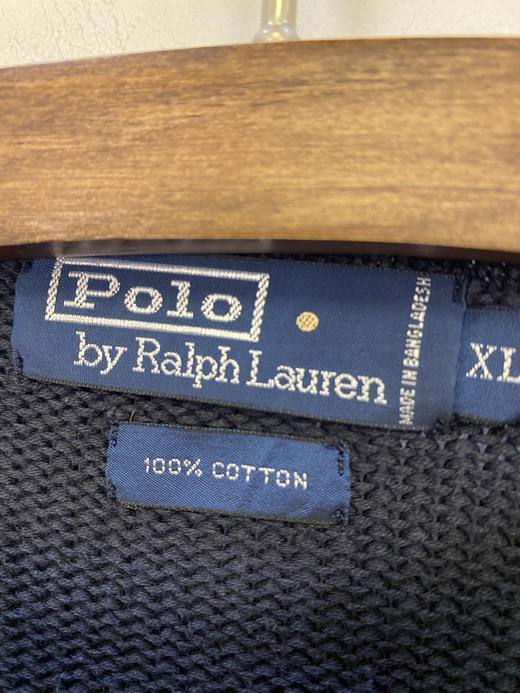 Polo
by Ralph Lauren
MADE IN BANGLADESH
XL
100% COTTON